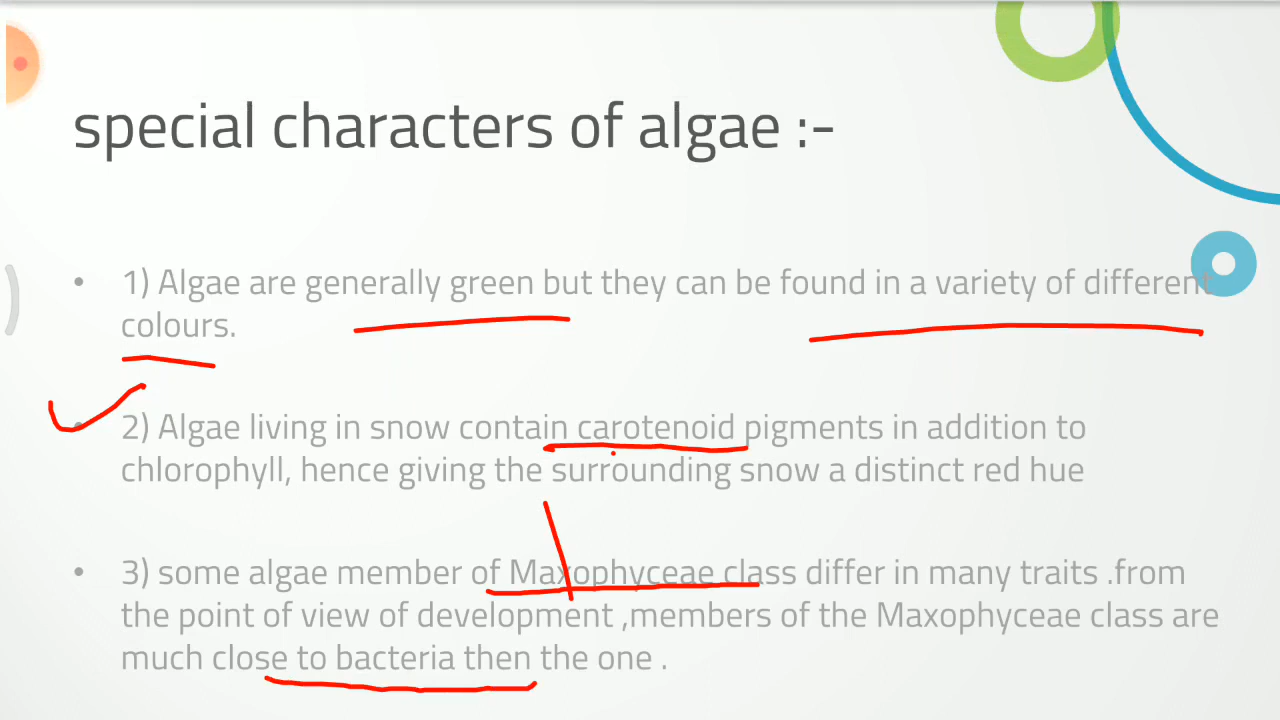 special characters of algae :-
• 1) Algae are generally green but they can be found in a variety of different
colours.
• 2) Algae living in snow contain carotenoid pigments in addition to
chlorophyll, hence giving the surrounding snow a distinct red hue
• 3) some algae member of Maxophyceae class differ in many traits .from
the point of view of development ,members of the Maxophyceae class are
much close to bacteria then the one .